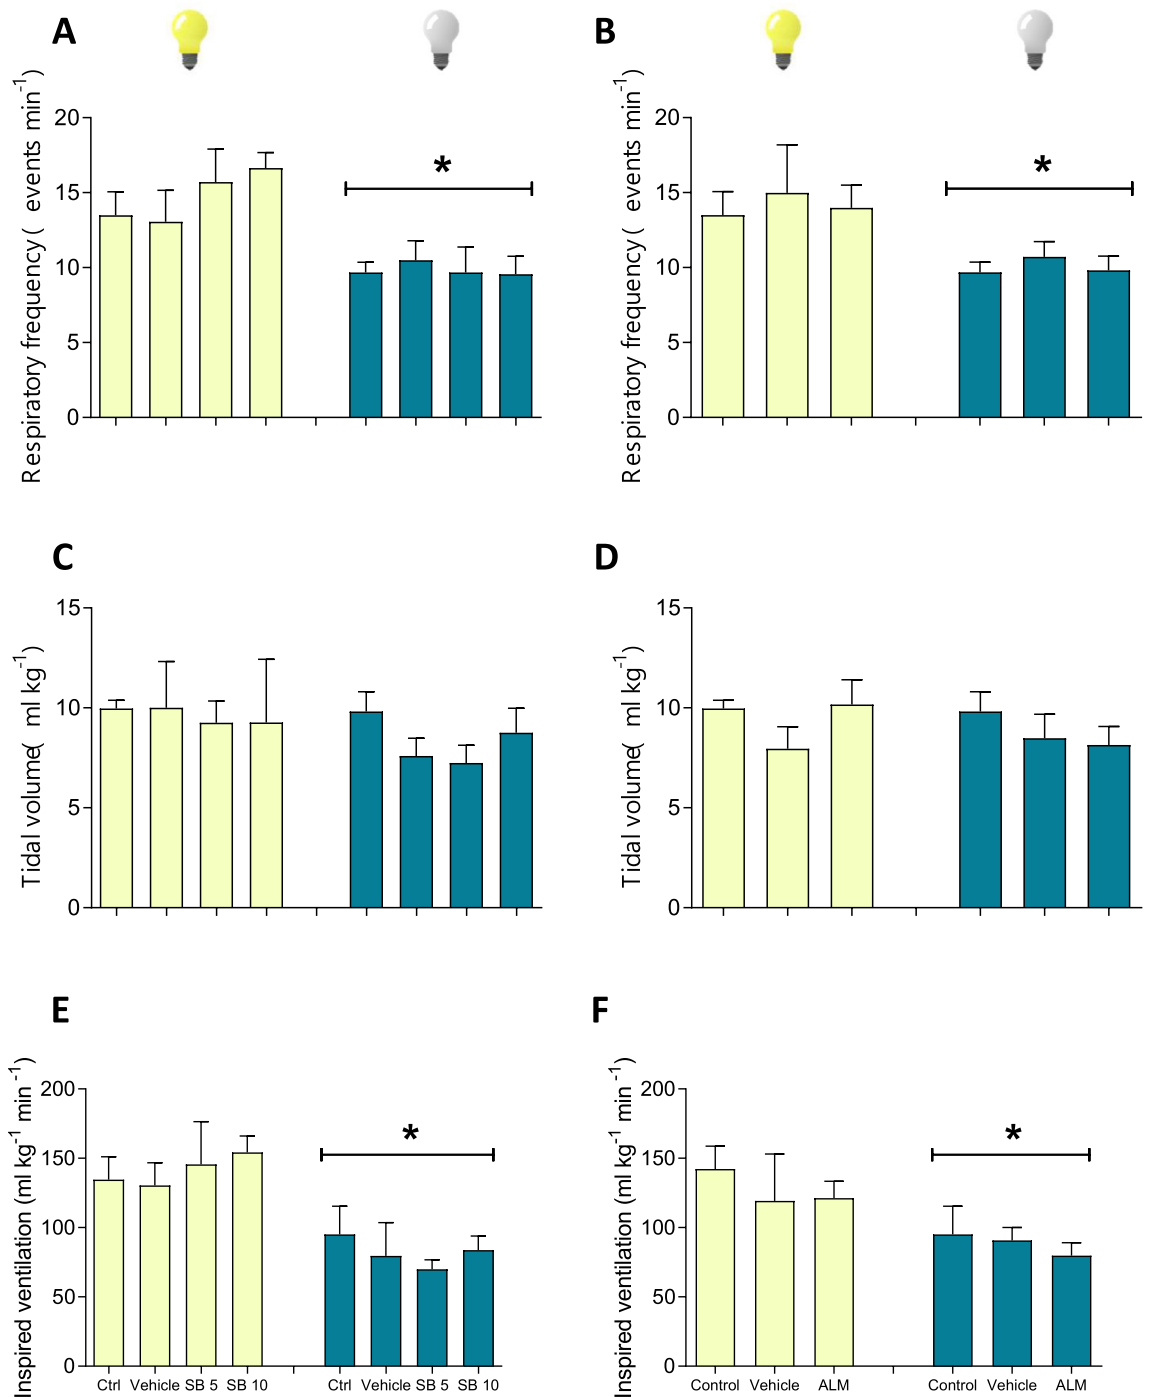 A
B
Respiratory frequency ( events min-1)
20
15
10
5
0
*
Respiratory frequency ( events min-1)
20
15
10
5
0
*
C
D
Tidal volume( ml kg-1)
15
10
5
0
Tidal volume( ml kg-1)
15
10
5
0
E
F
Inspired ventilation (ml kg-1 min-1)
200
150
100
50
0
*
Ctrl Vehicle SB 5 SB 10 Ctrl Vehicle SB 5 SB 10
Inspired ventilation (ml kg-1 min-1)
200
150
100
50
0
*
Control Vehicle ALM Control Vehicle ALM